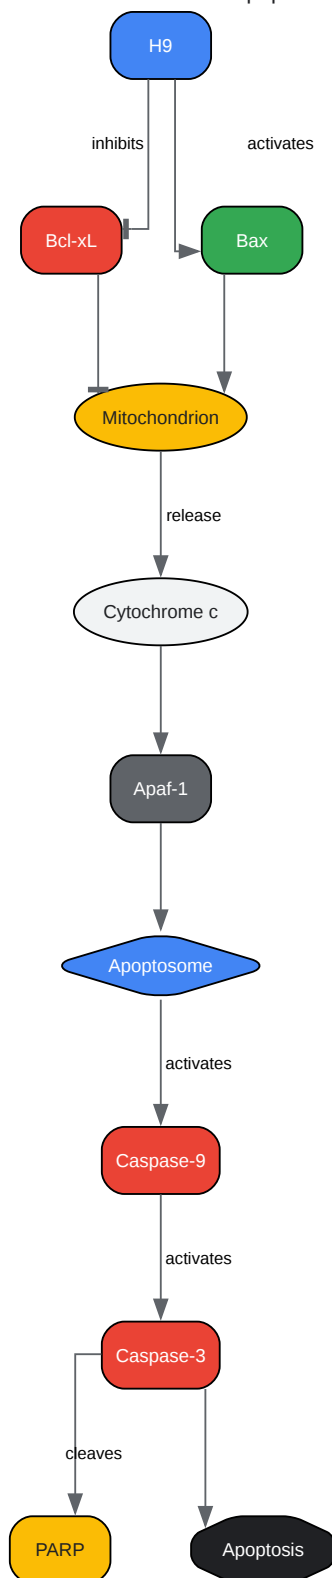 H9
inhibits
activates
Bcl-xL
Bax
Mitochondrion
release
Cytochrome c
Apaf-1
Apoptosome
activates
Caspase-9
activates
Caspase-3
cleaves
PARP
Apoptosis